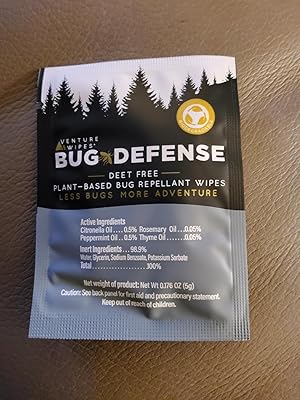 VENTURE
WIPES®
BUG DEFENSE
DEET FREE
PLANT-BASED BUG REPELLANT WIPES
LESS BUGS MORE ADVENTURE
Active Ingredients
Citronella Oil .... 0.5% Rosemary Oil ...0.05%
Peppermint Oil .. 0.5% Thyme Oil .......0.05%
Inert Ingredients ... 98.9%
Water, Glycerin, Sodium Benzoate, Potassium Sorbate
Total ........................100%
Net weight of product: Net Wt 0.176 OZ (5g)
Caution: See back panel for first aid and precautionary statement.
Keep out of reach of children.